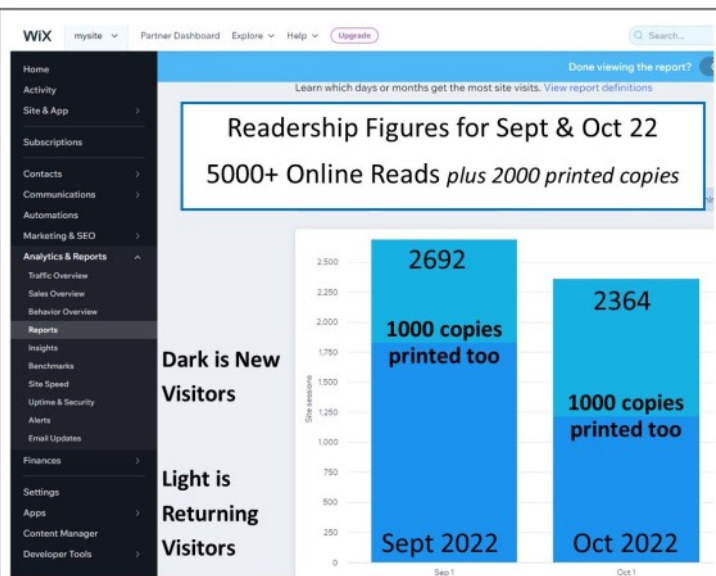 WiX mysite Partner Dashboard Explore Help Upgrade Search...
Done viewing the report?
Learn which days or months get the most site visits. View report definitions
Home
Activity
Site & App
Subscriptions
Contacts
Communications
Automations
Marketing & SEO
Analytics & Reports
Traffic Overview
Sales Overview
Behavior Overview
Reports
Insights
Benchmarks
Site Speed
Uptime & Security
Alerts
Email Updates
Finances
Settings
Apps
Content Manager
Developer Tools
Readership Figures for Sept & Oct 22
5000+ Online Reads plus 2000 printed copies
Dark is New
Visitors
Light is
Returning
Visitors
Site sessions
2,500
2,250
2,000
1,750
1,500
1,250
1,000
750
500
250
0
2692
1000 copies
printed too
Sept 2022
Sep 1
2364
1000 copies
printed too
Oct 2022
Oct 1